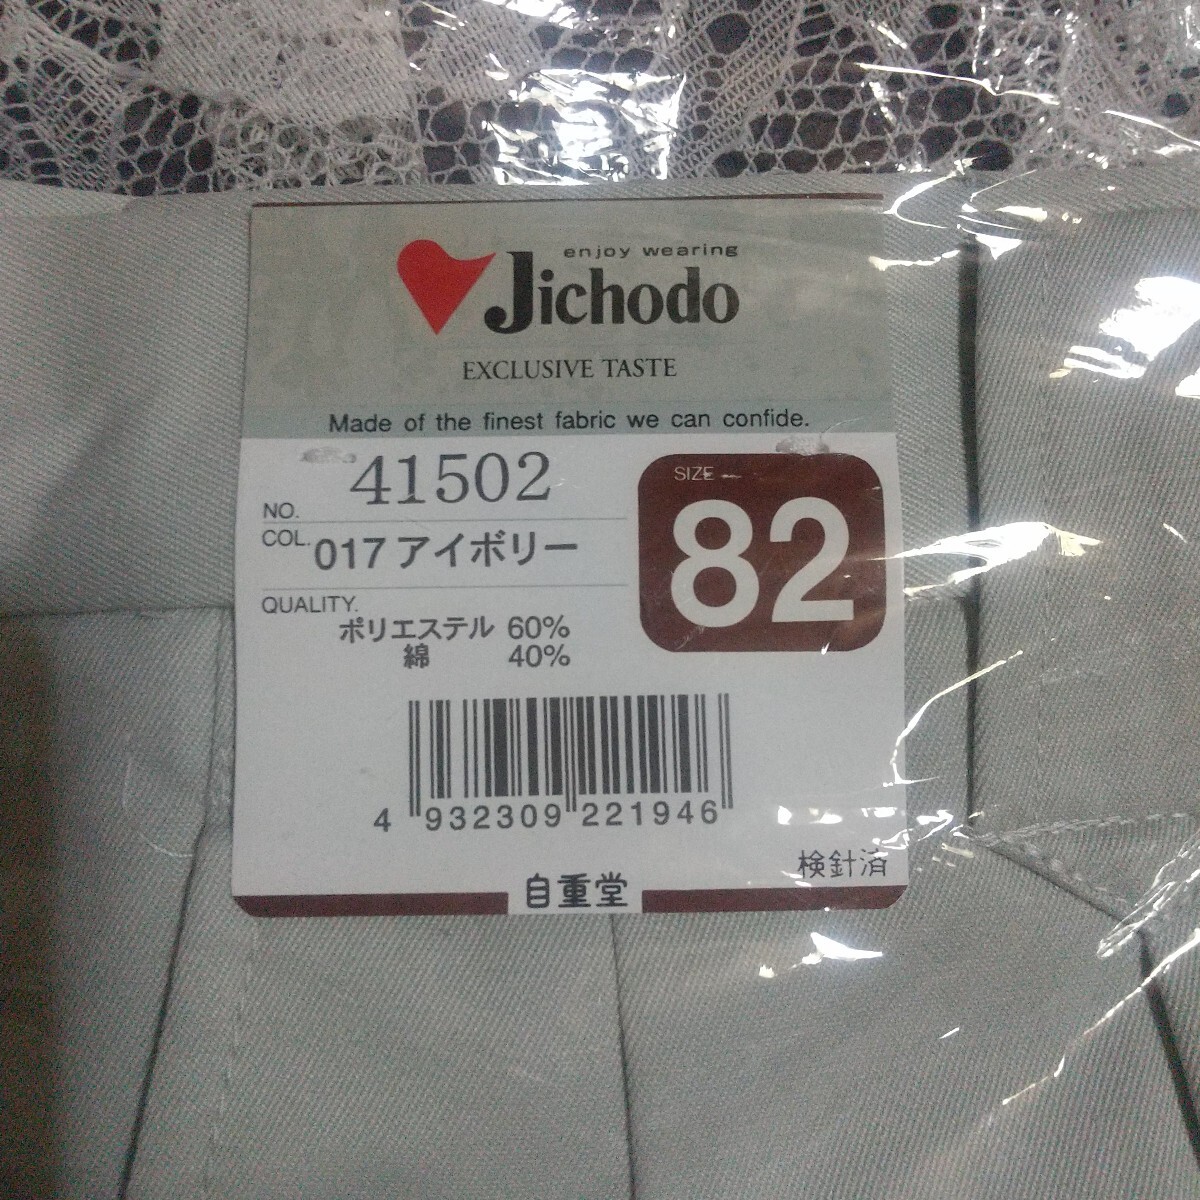 enjoy wearing
Jichodo
EXCLUSIVE TASTE
Made of the finest fabric we can confide.
NO. 41502
COL. 017 アイボリー
QUALITY.
ポリエステル 60%
綿 40%
SIZE
82
4 932309 221946
検針済
自重堂